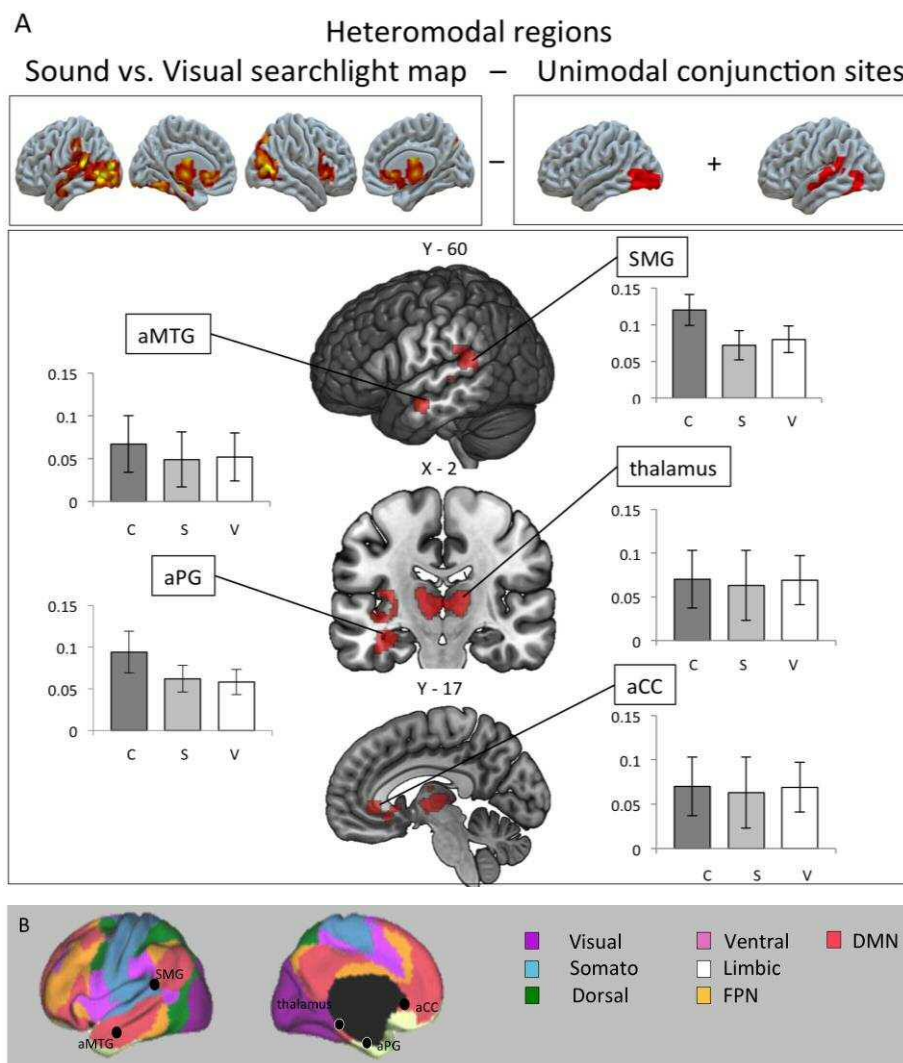 A
Heteromodal regions
Sound vs. Visual searchlight map – Unimodal conjunction sites
– +
Y - 60
SMG
aMTG
0.15
0.1
0.05
0
C S V
0.15
0.1
0.05
0
C S V
X - 2
thalamus
aPG
0.15
0.1
0.05
0
C S V
0.15
0.1
0.05
0
C S V
Y - 17
aCC
0.15
0.1
0.05
0
C S V
B
SMG
aMTG
thalamus
aCC
aPG
Visual Ventral DMN
Somato Limbic
Dorsal FPN